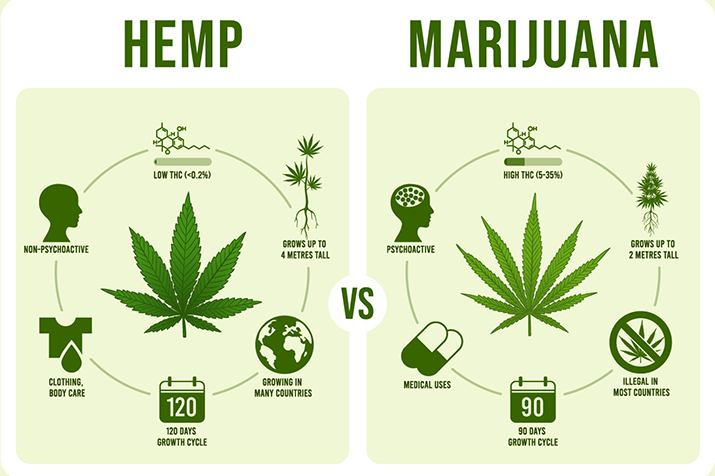 HEMP
MARIJUANA
LOW THC (<0.2%)
NON-PSYCHOACTIVE
GROWS UP TO
4 METRES TALL
CLOTHING,
BODY CARE
GROWING IN
MANY COUNTRIES
120
120 DAYS
GROWTH CYCLE
VS
HIGH THC (5-35%)
PSYCHOACTIVE
GROWS UP TO
2 METRES TALL
MEDICAL USES
ILLEGAL IN
MOST COUNTRIES
90
90 DAYS
GROWTH CYCLE
OH
H
H
O
OH
H
H
O